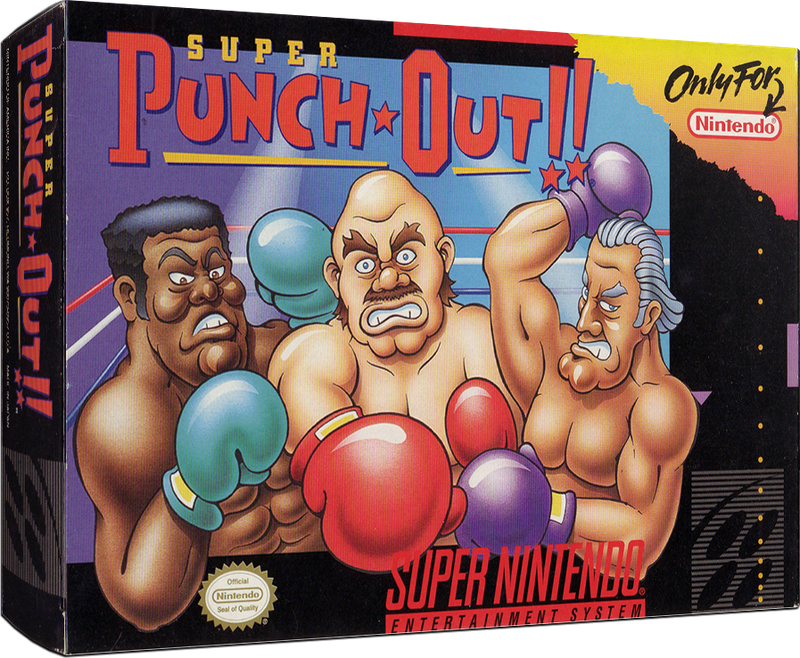 SUPER
PUNCH★OUT!!
Only For
Nintendo®
SUPER
PUNCH★OUT!!
Official
Nintendo
Seal of Quality
®
SUPER NINTENDO®
ENTERTAINMENT SYSTEM